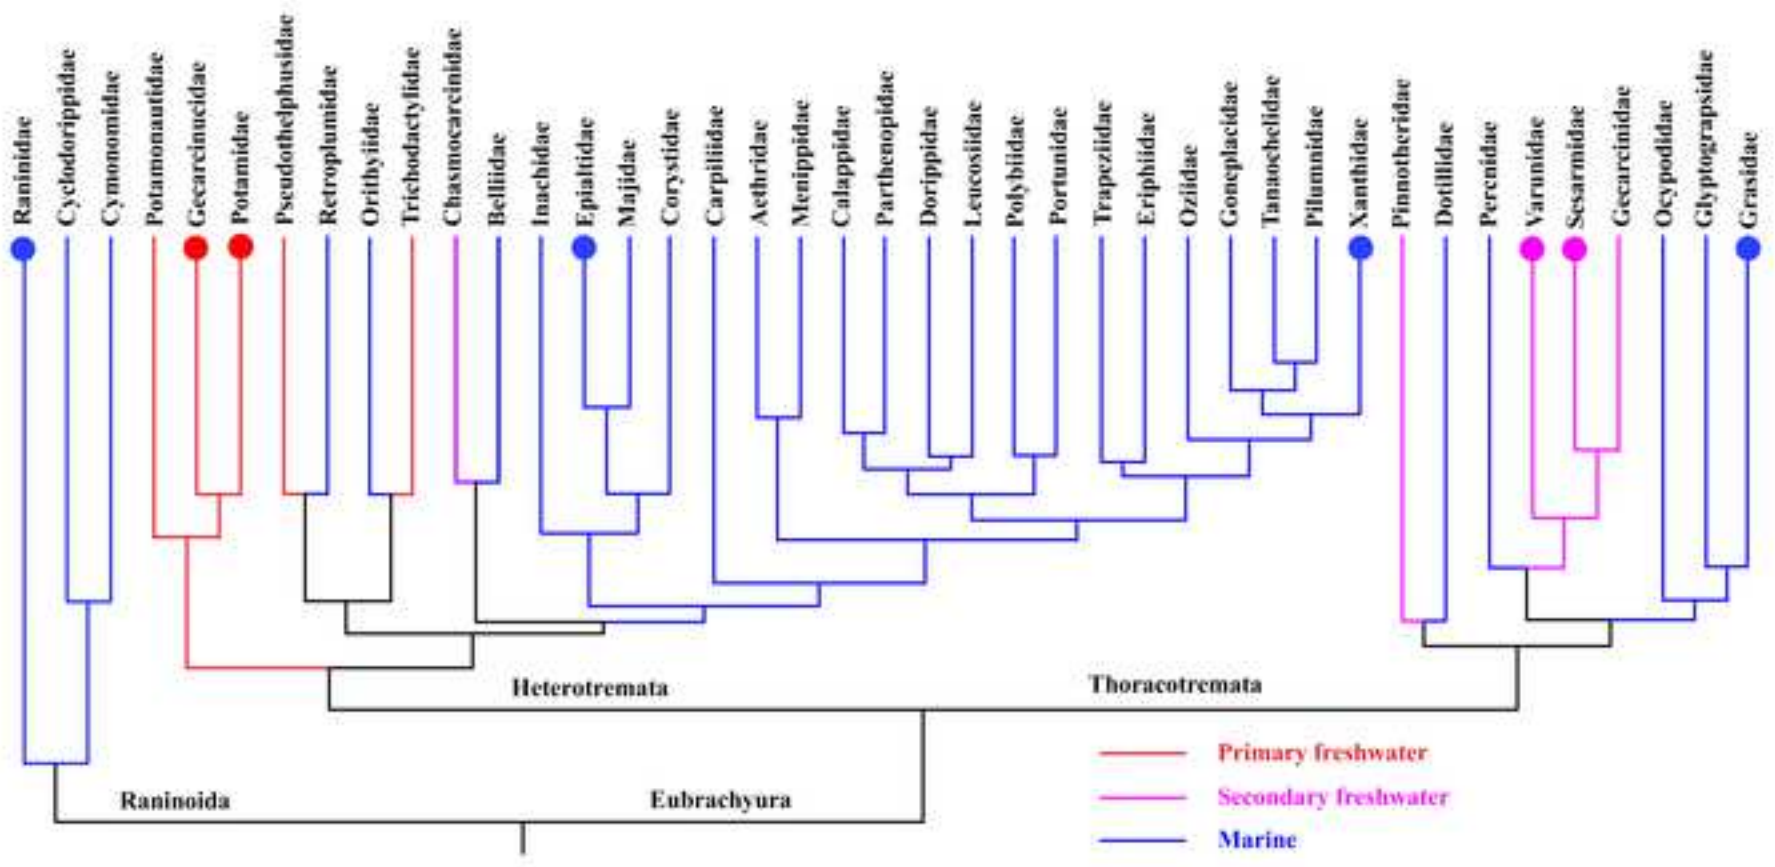 Raninidae
Cyclodorippidae
Cymonomidae
Potamonautidae
Gecarcinucidae
Potamidae
Pseudothelphusidae
Retroplumidae
Orithyiidae
Trichodactylidae
Chasmocarcinidae
Belliidae
Inachidae
Epialtidae
Majidae
Corystidae
Carpiliidae
Aethridae
Menippidae
Calappidae
Parthenopidae
Dorippidae
Leucosiidae
Polybiidae
Portunidae
Trapeziidae
Eriphiidae
Oziidae
Goneplacidae
Tanaochelidae
Pilumnidae
Xanthidae
Pinnotheridae
Dotillidae
Percnidae
Varunidae
Sesarmidae
Gecarcinidae
Ocypodidae
Glyptograpsidae
Grasidae
Heterotremata
Thoracotremata
Primary freshwater
Raninoida
Eubrachyura
Secondary freshwater
Marine